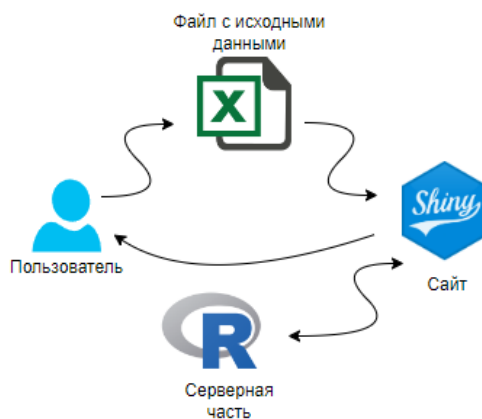 Файл с исходными
данными
X
Shiny
Пользователь
Сайт
R
Серверная
часть